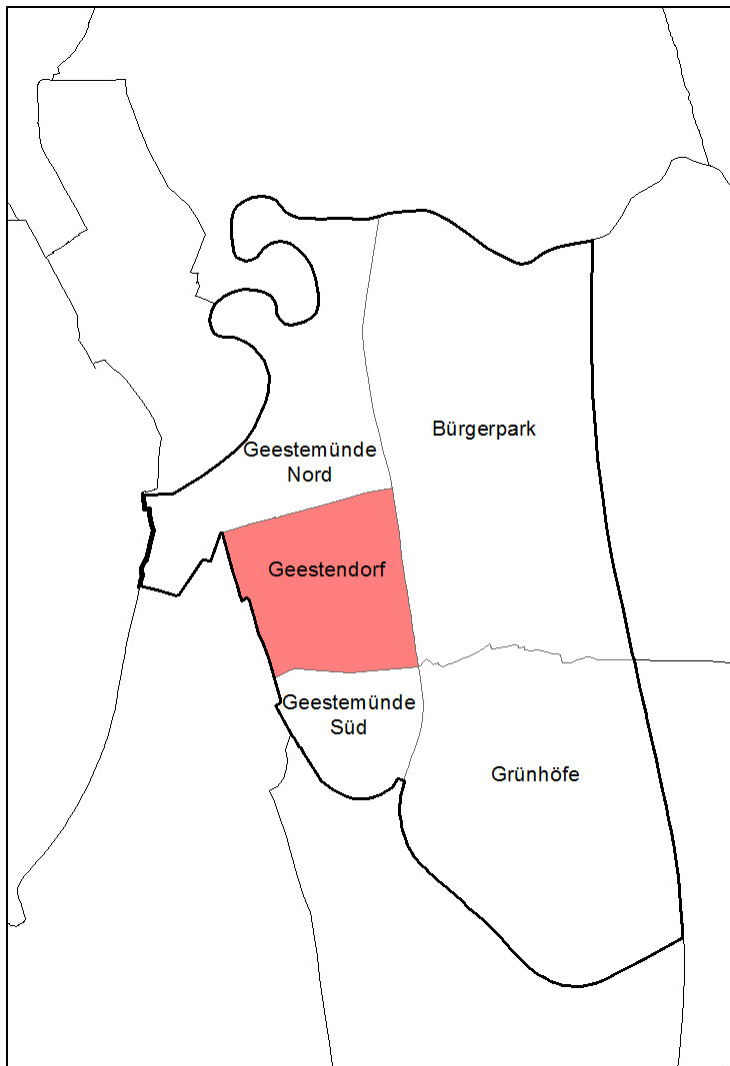 Bürgerpark
Geestemünde
Nord
Geestendorf
Geestemünde
Süd
Grünhöfe